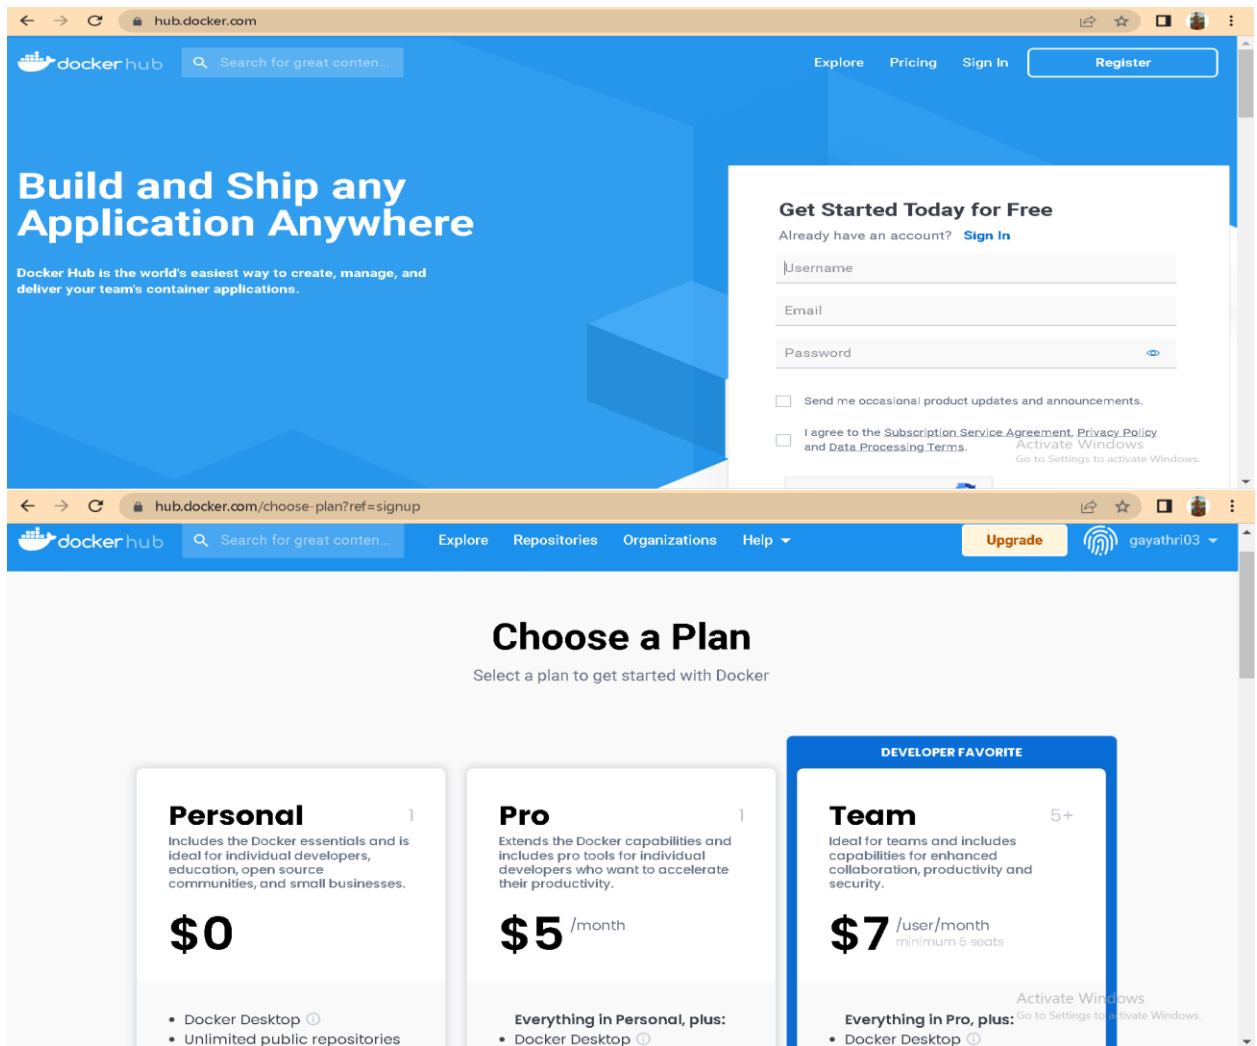 hub.docker.com
docker hub Search for great conten... Explore Pricing Sign In Register
Build and Ship any
Application Anywhere
Docker Hub is the world's easiest way to create, manage, and
deliver your team's container applications.
Get Started Today for Free
Already have an account? Sign In
Username
Email
Password
Send me occasional product updates and announcements.
I agree to the Subscription Service Agreement, Privacy Policy
and Data Processing Terms.
Activate Windows
Go to Settings to activate Windows.
hub.docker.com/choose-plan?ref=signup
docker hub Search for great conten... Explore Repositories Organizations Help Upgrade gayathri03
Choose a Plan
Select a plan to get started with Docker
Personal 1
Includes the Docker essentials and is
ideal for individual developers,
education, open source
communities, and small businesses.
$0
Docker Desktop
Unlimited public repositories
Pro 1
Extends the Docker capabilities and
includes pro tools for individual
developers who want to accelerate
their productivity.
$5 /month
Everything in Personal, plus:
Docker Desktop
DEVELOPER FAVORITE
Team 5+
Ideal for teams and includes
capabilities for enhanced
collaboration, productivity and
security.
$7 /user/month
minimum 5 seats
Everything in Pro, plus:
Docker Desktop
Activate Windows
Go to Settings to activate Windows.